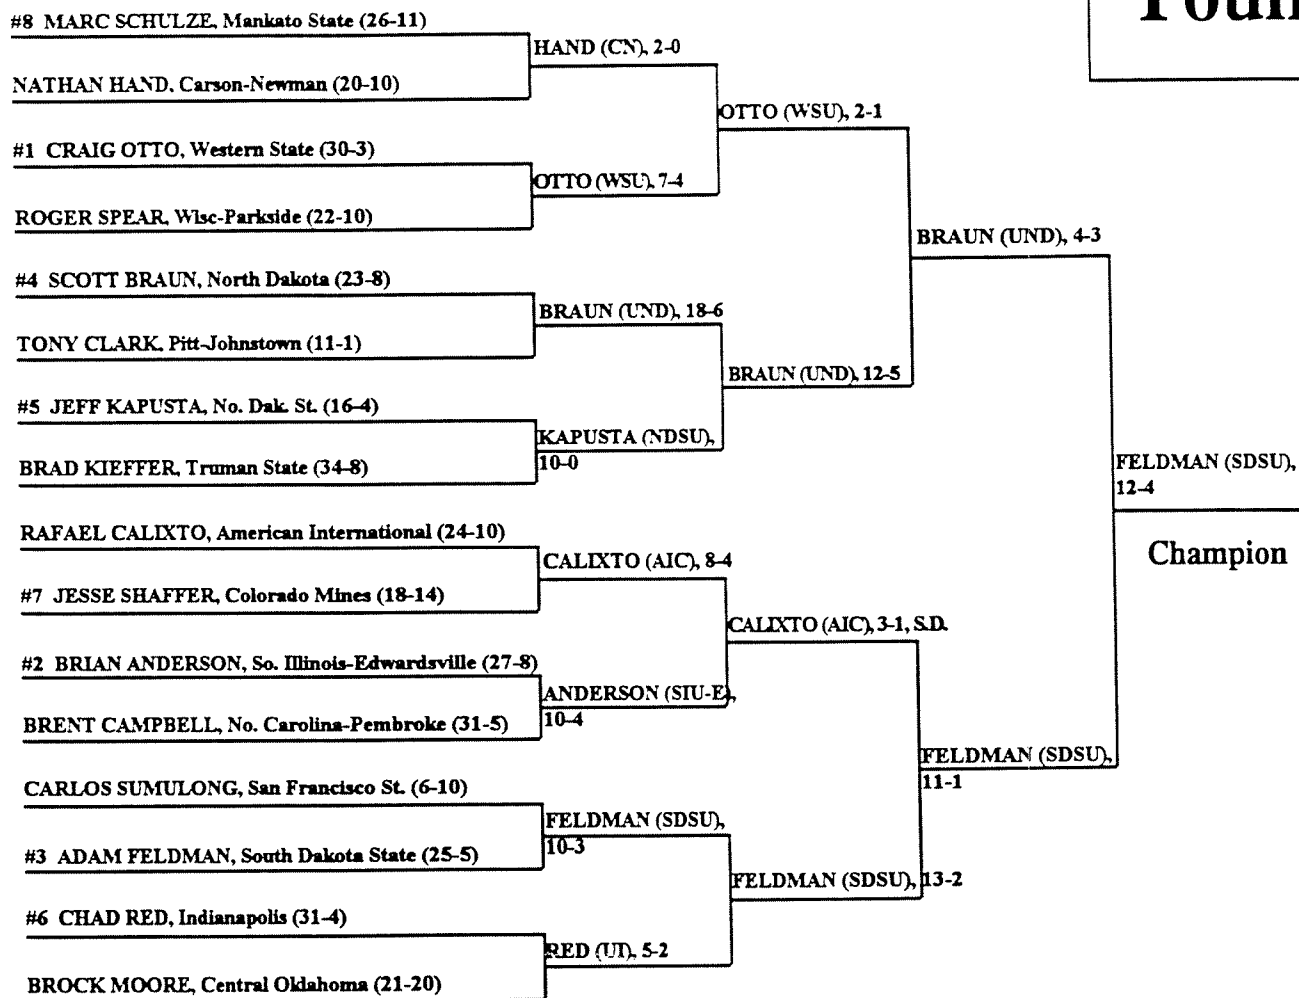 #8 MARC SCHULZE, Mankato State (26-11)
HAND (CN), 2-0
NATHAN HAND, Carson-Newman (20-10)
OTTO (WSU), 2-1
#1 CRAIG OTTO, Western State (30-3)
OTTO (WSU), 7-4
ROGER SPEAR, Wisc-Parkside (22-10)
BRAUN (UND), 4-3
#4 SCOTT BRAUN, North Dakota (23-8)
BRAUN (UND), 18-6
TONY CLARK, Pitt-Johnstown (11-1)
BRAUN (UND), 12-5
#5 JEFF KAPUSTA, No. Dak. St. (16-4)
KAPUSTA (NDSU),
10-0
BRAD KIEFFER, Truman State (34-8)
FELDMAN (SDSU),
12-4
Champion
RAFAEL CALIXTO, American International (24-10)
CALIXTO (AIC), 8-4
#7 JESSE SHAFFER, Colorado Mines (18-14)
CALIXTO (AIC), 3-1, S.D.
#2 BRIAN ANDERSON, So. Illinois-Edwardsville (27-8)
ANDERSON (SIU-E),
10-4
BRENT CAMPBELL, No. Carolina-Pembroke (31-5)
FELDMAN (SDSU),
11-1
CARLOS SUMULONG, San Francisco St. (6-10)
FELDMAN (SDSU),
10-3
#3 ADAM FELDMAN, South Dakota State (25-5)
FELDMAN (SDSU), 13-2
#6 CHAD RED, Indianapolis (31-4)
RED (UI), 5-2
BROCK MOORE, Central Oklahoma (21-20)